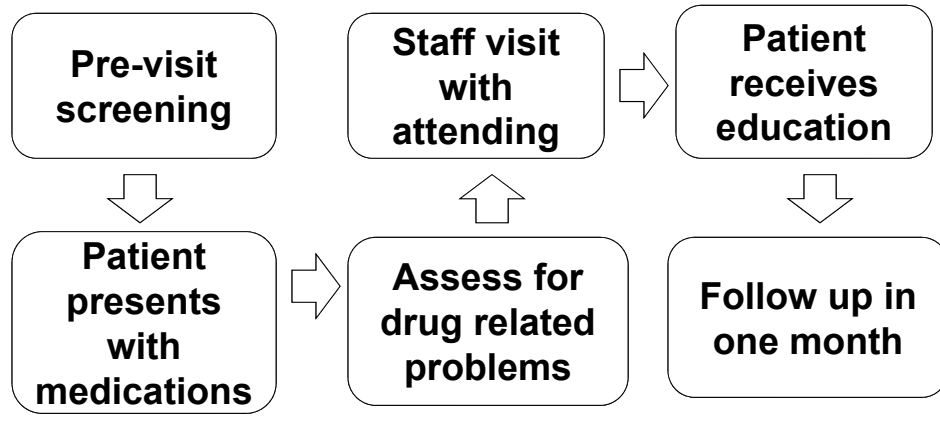 Pre-visit
screening
Patient
presents
with
medications
Assess for
drug related
problems
Staff visit
with
attending
Patient
receives
education
Follow up in
one month